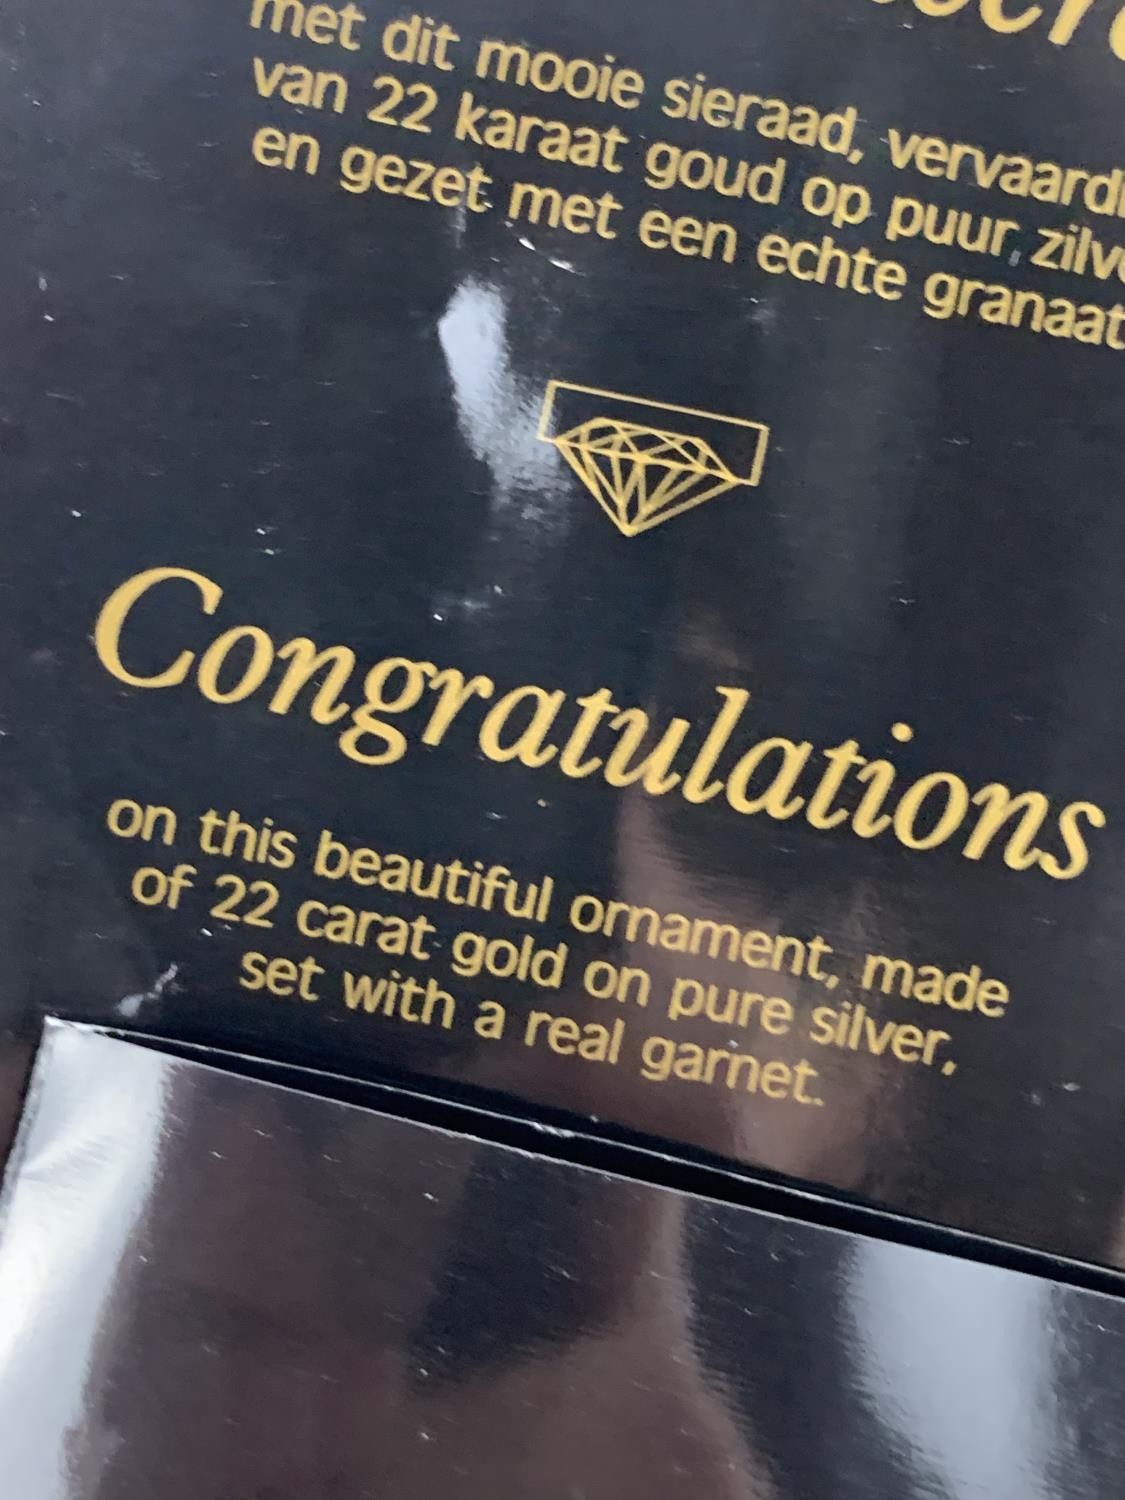 met dit mooie sieraad,
van 22 karaat goud op puur
en gezet met een echte granaat
Congratulations
on this beautiful ornament, made
of 22 carat gold on pure silver,
set with a real garnet.